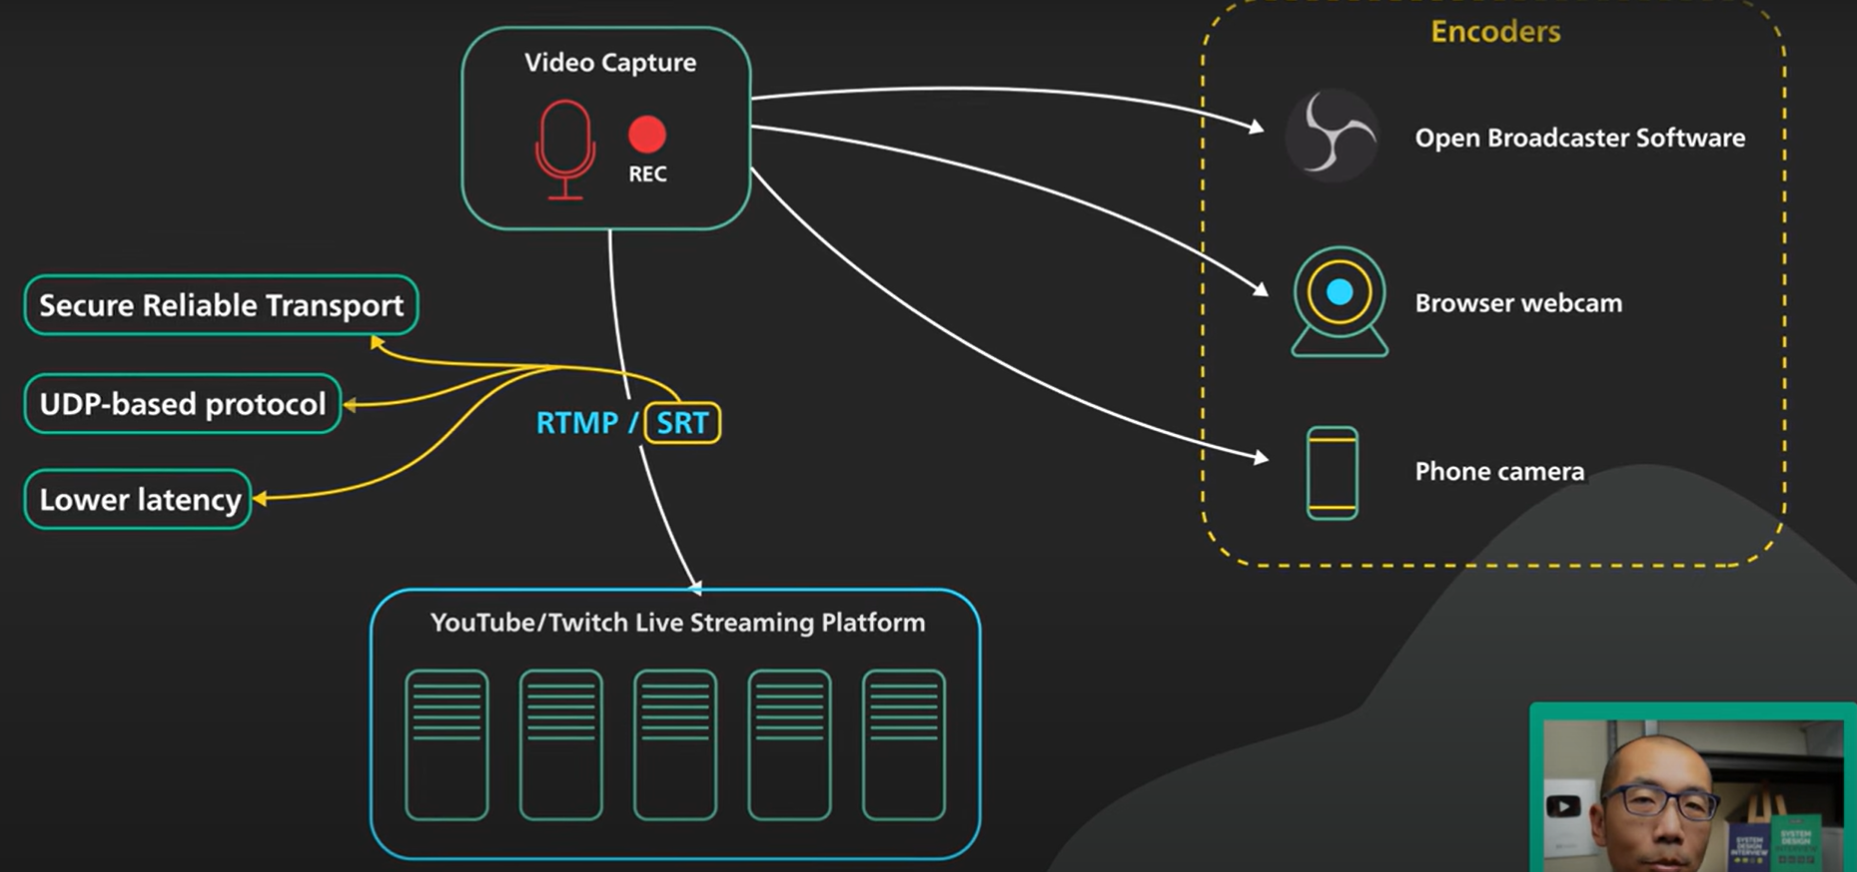 Encoders
Video Capture
REC
Open Broadcaster Software
Browser webcam
Phone camera
Secure Reliable Transport
UDP-based protocol
Lower latency
RTMP / SRT
YouTube/Twitch Live Streaming Platform
SYSTEM
DESIGN
INTERVIEW
SYSTEM
DESIGN
INTERVIEW